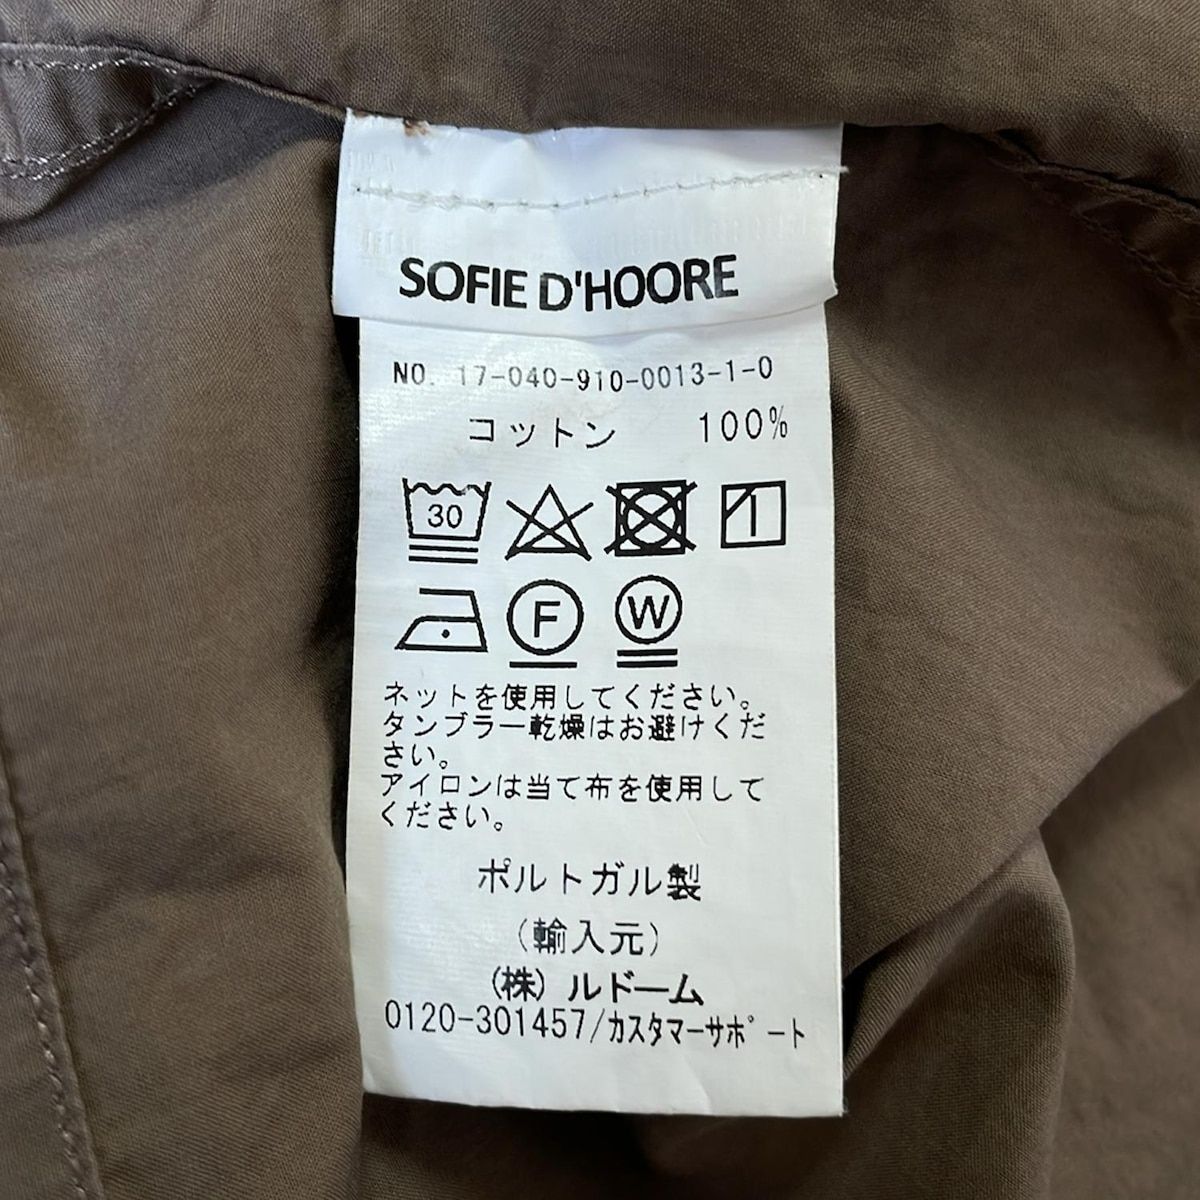 SOFIE D'HOORE
NO. 17-040-910-0013-1-0
コットン 100%
30
F W
ネットを使用してください。
タンブラー乾燥はお避けくだ
さい。
アイロンは当て布を使用して
ください。
ポルトガル製
(輸入元)
(株)ルドーム
0120-301457/カスタマーサポート